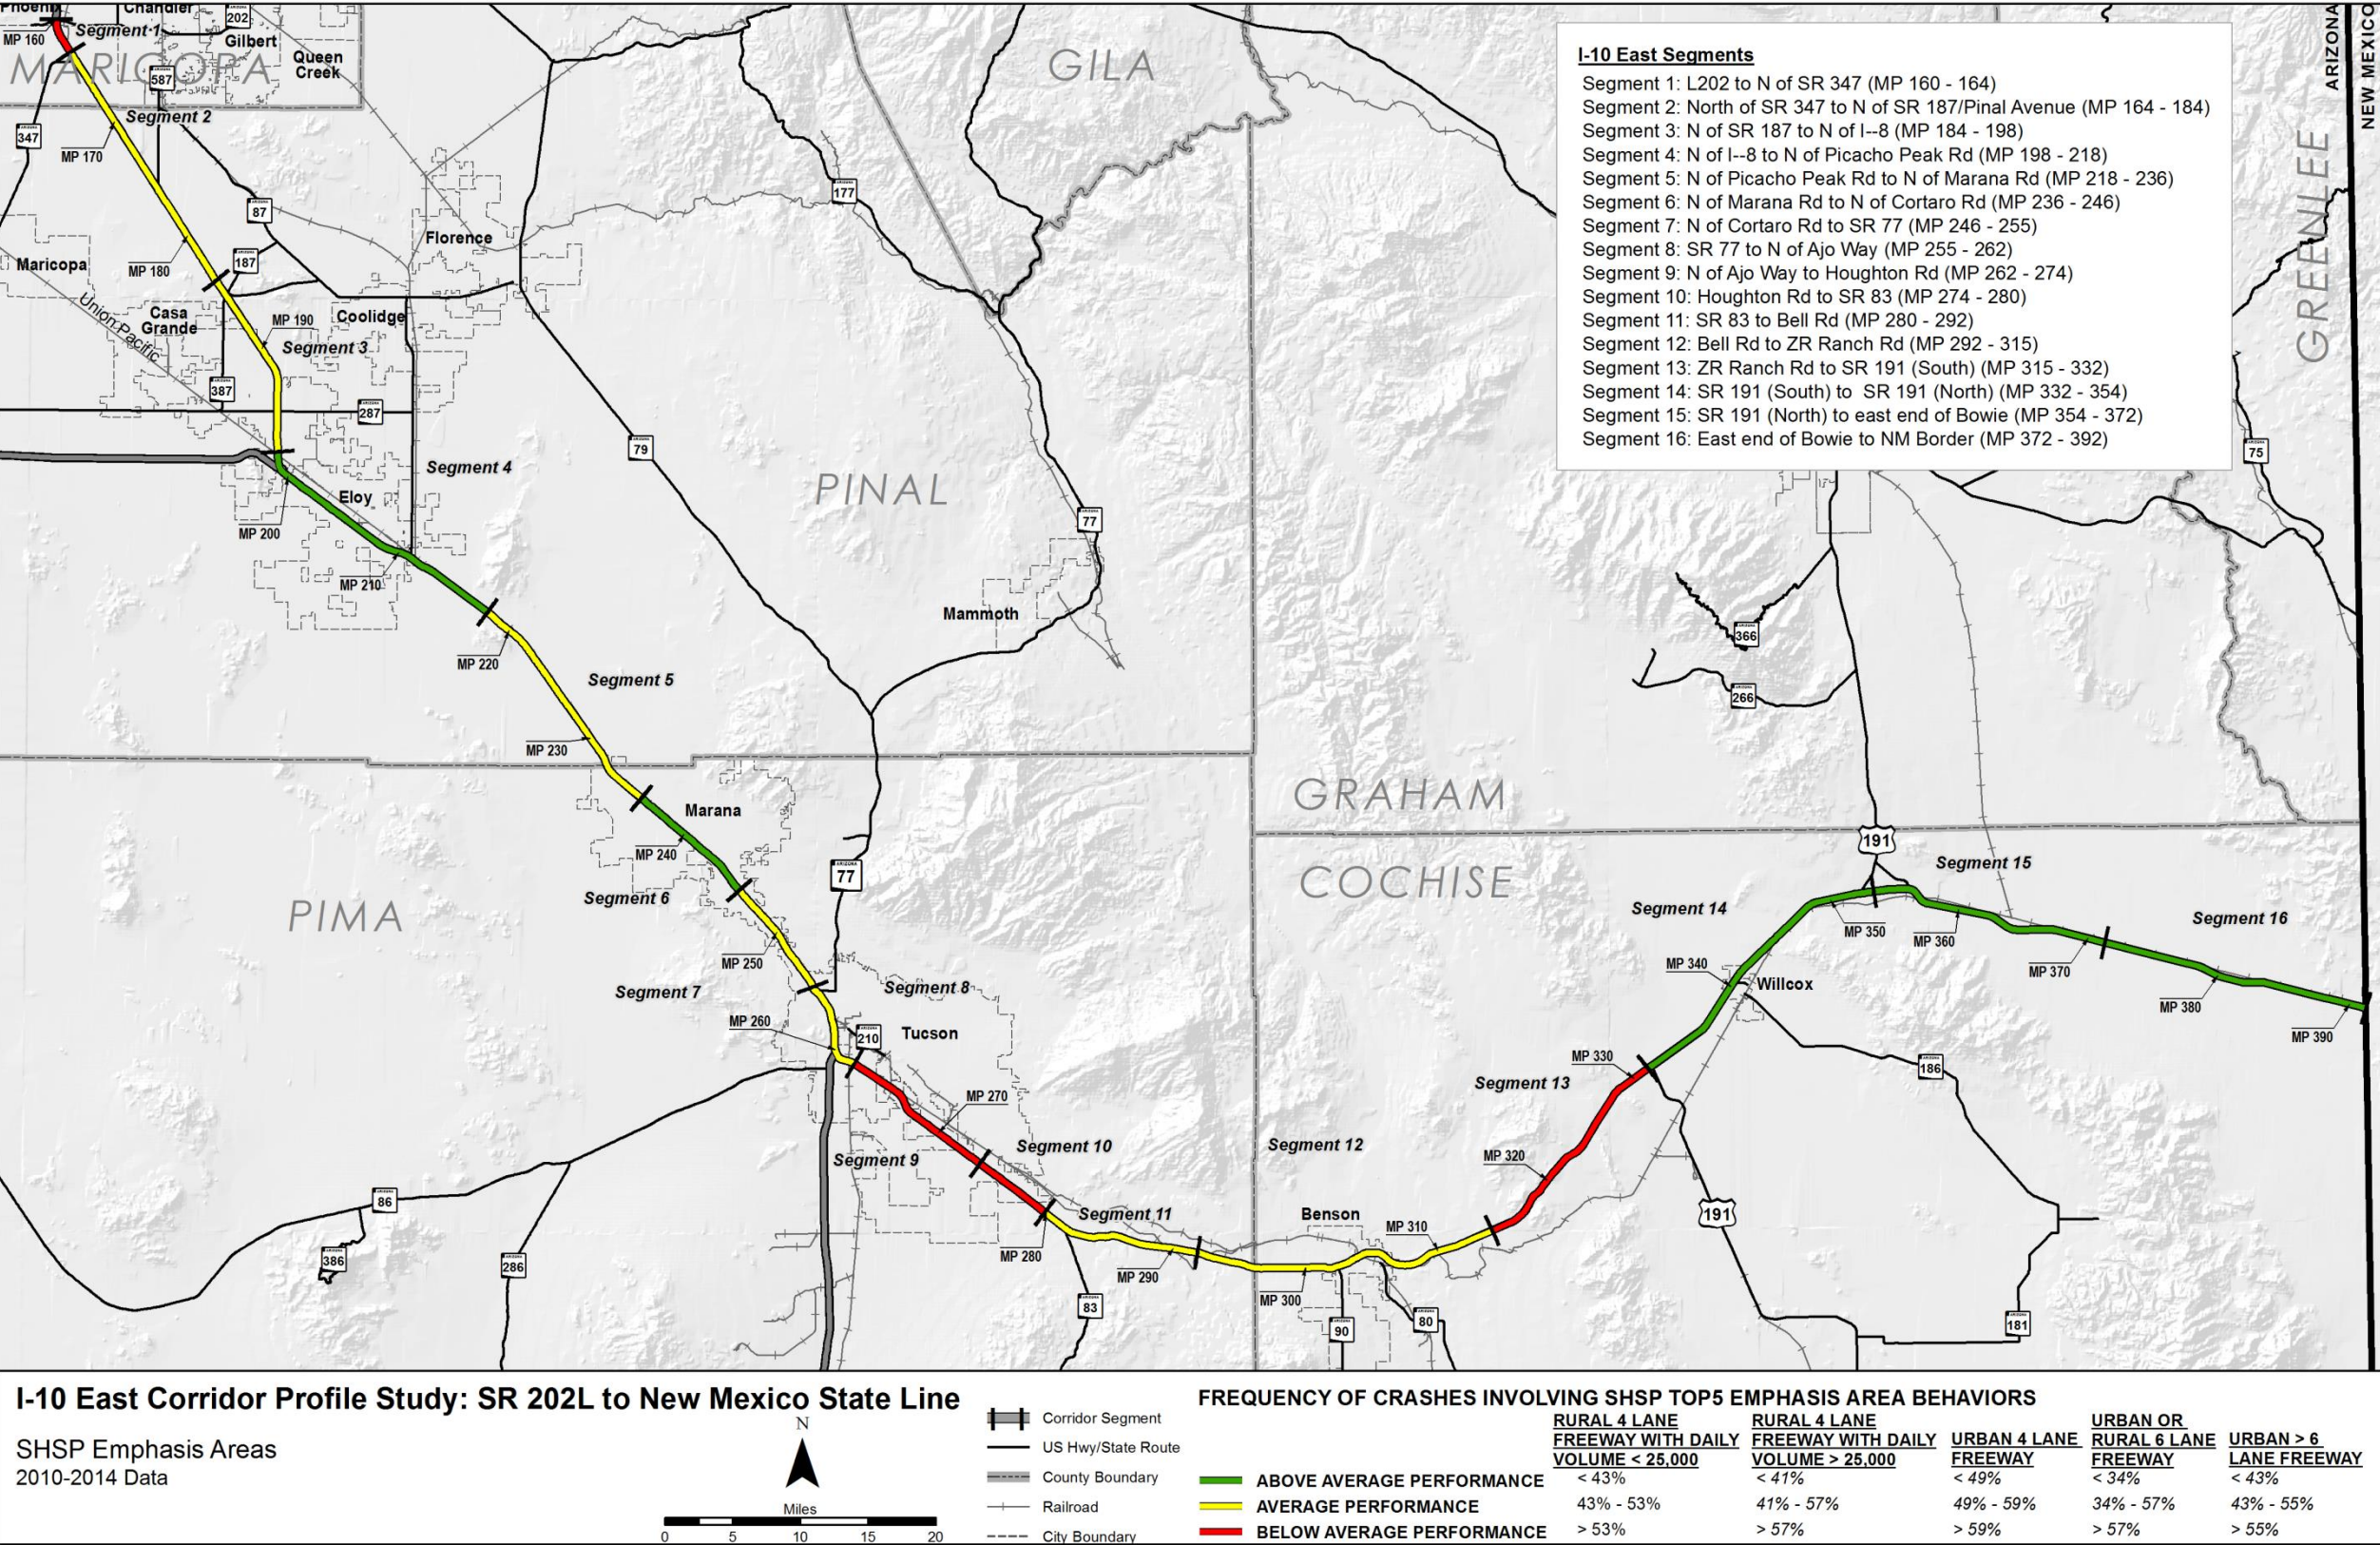 Phoenix
Chandler
202
MP 160
Segment 1
Gilbert
Queen
Creek
MARICOPA
587
347
Segment 2
MP 170
87
Florence
Maricopa
MP 180
187
Union Pacific
Casa
Grande
MP 190
Coolidge
Segment 3
387
287
79
Segment 4
Eloy
MP 200
MP 210
PINAL
GILA
177
77
Mammoth
MP 220
Segment 5
MP 230
I-10 East Segments
Segment 1: L202 to N of SR 347 (MP 160 - 164)
Segment 2: North of SR 347 to N of SR 187/Pinal Avenue (MP 164 - 184)
Segment 3: N of SR 187 to N of I--8 (MP 184 - 198)
Segment 4: N of I--8 to N of Picacho Peak Rd (MP 198 - 218)
Segment 5: N of Picacho Peak Rd to N of Marana Rd (MP 218 - 236)
Segment 6: N of Marana Rd to N of Cortaro Rd (MP 236 - 246)
Segment 7: N of Cortaro Rd to SR 77 (MP 246 - 255)
Segment 8: SR 77 to N of Ajo Way (MP 255 - 262)
Segment 9: N of Ajo Way to Houghton Rd (MP 262 - 274)
Segment 10: Houghton Rd to SR 83 (MP 274 - 280)
Segment 11: SR 83 to Bell Rd (MP 280 - 292)
Segment 12: Bell Rd to ZR Ranch Rd (MP 292 - 315)
Segment 13: ZR Ranch Rd to SR 191 (South) (MP 315 - 332)
Segment 14: SR 191 (South) to SR 191 (North) (MP 332 - 354)
Segment 15: SR 191 (North) to east end of Bowie (MP 354 - 372)
Segment 16: East end of Bowie to NM Border (MP 372 - 392)
ARIZONA
NEW MEXICO
GREENLEE
75
366
266
GRAHAM
COCHISE
Marana
MP 240
77
Segment 6
PIMA
MP 250
Segment 7
Segment 8
MP 260
210
Tucson
MP 270
Segment 9
Segment 10
86
386
286
Segment 11
MP 280
MP 290
83
Segment 12
Benson
MP 300
MP 310
90
80
MP 320
Segment 13
MP 330
MP 340
Willcox
Segment 14
191
Segment 15
MP 350
MP 360
MP 370
Segment 16
MP 380
MP 390
186
191
181
I-10 East Corridor Profile Study: SR 202L to New Mexico State Line
SHSP Emphasis Areas
2010-2014 Data
N
Miles
0 5 10 15 20
Corridor Segment
US Hwy/State Route
County Boundary
Railroad
City Boundary
FREQUENCY OF CRASHES INVOLVING SHSP TOP5 EMPHASIS AREA BEHAVIORS
RURAL 4 LANE
FREEWAY WITH DAILY
VOLUME < 25,000
RURAL 4 LANE
FREEWAY WITH DAILY
VOLUME > 25,000
URBAN 4 LANE
FREEWAY
URBAN OR
RURAL 6 LANE
FREEWAY
URBAN > 6
LANE FREEWAY
ABOVE AVERAGE PERFORMANCE < 43% < 41% < 49% < 34% < 43%
AVERAGE PERFORMANCE 43% - 53% 41% - 57% 49% - 59% 34% - 57% 43% - 55%
BELOW AVERAGE PERFORMANCE > 53% > 57% > 59% > 57% > 55%